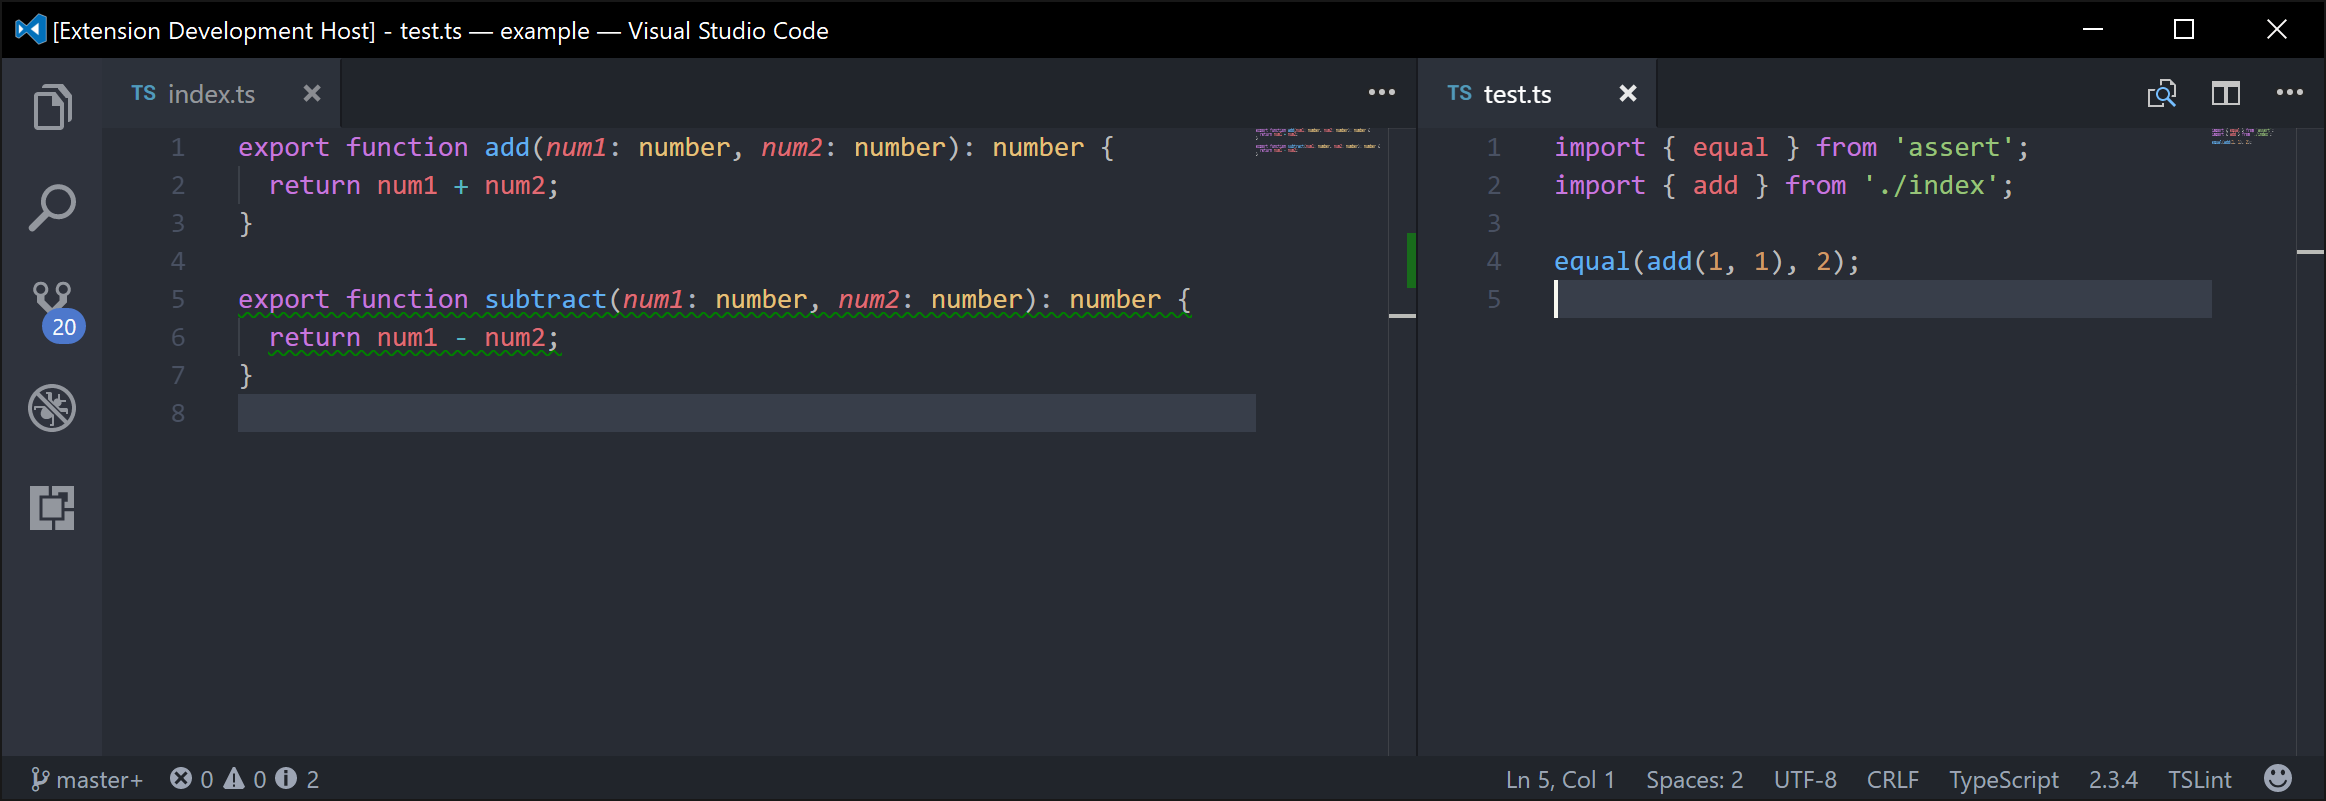 [Extension Development Host] - test.ts — example — Visual Studio Code
TS index.ts
1 export function add(num1: number, num2: number): number {
2 return num1 + num2;
3 }
4
5 export function subtract(num1: number, num2: number): number {
6 return num1 - num2;
7 }
8
TS test.ts
1 import { equal } from 'assert';
2 import { add } from './index';
3
4 equal(add(1, 1), 2);
5
20
master+ 0 0 2
Ln 5, Col 1 Spaces: 2 UTF-8 CRLF TypeScript 2.3.4 TSLint